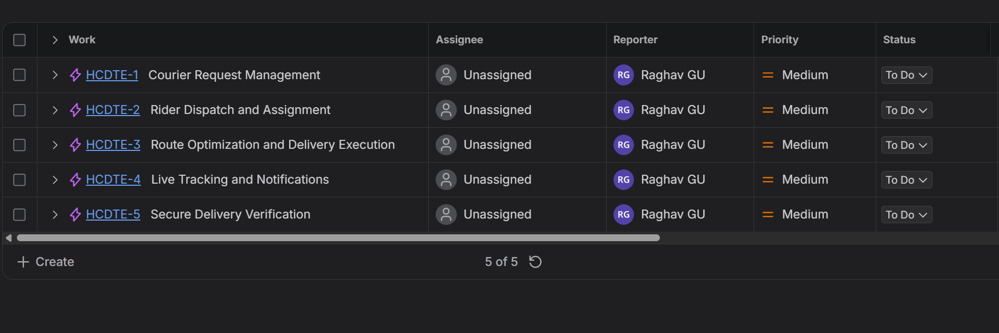 Work Assignee Reporter Priority Status
HCDTE-1 Courier Request Management Unassigned RG Raghav GU Medium To Do
HCDTE-2 Rider Dispatch and Assignment Unassigned RG Raghav GU Medium To Do
HCDTE-3 Route Optimization and Delivery Execution Unassigned RG Raghav GU Medium To Do
HCDTE-4 Live Tracking and Notifications Unassigned RG Raghav GU Medium To Do
HCDTE-5 Secure Delivery Verification Unassigned RG Raghav GU Medium To Do
Create 5 of 5